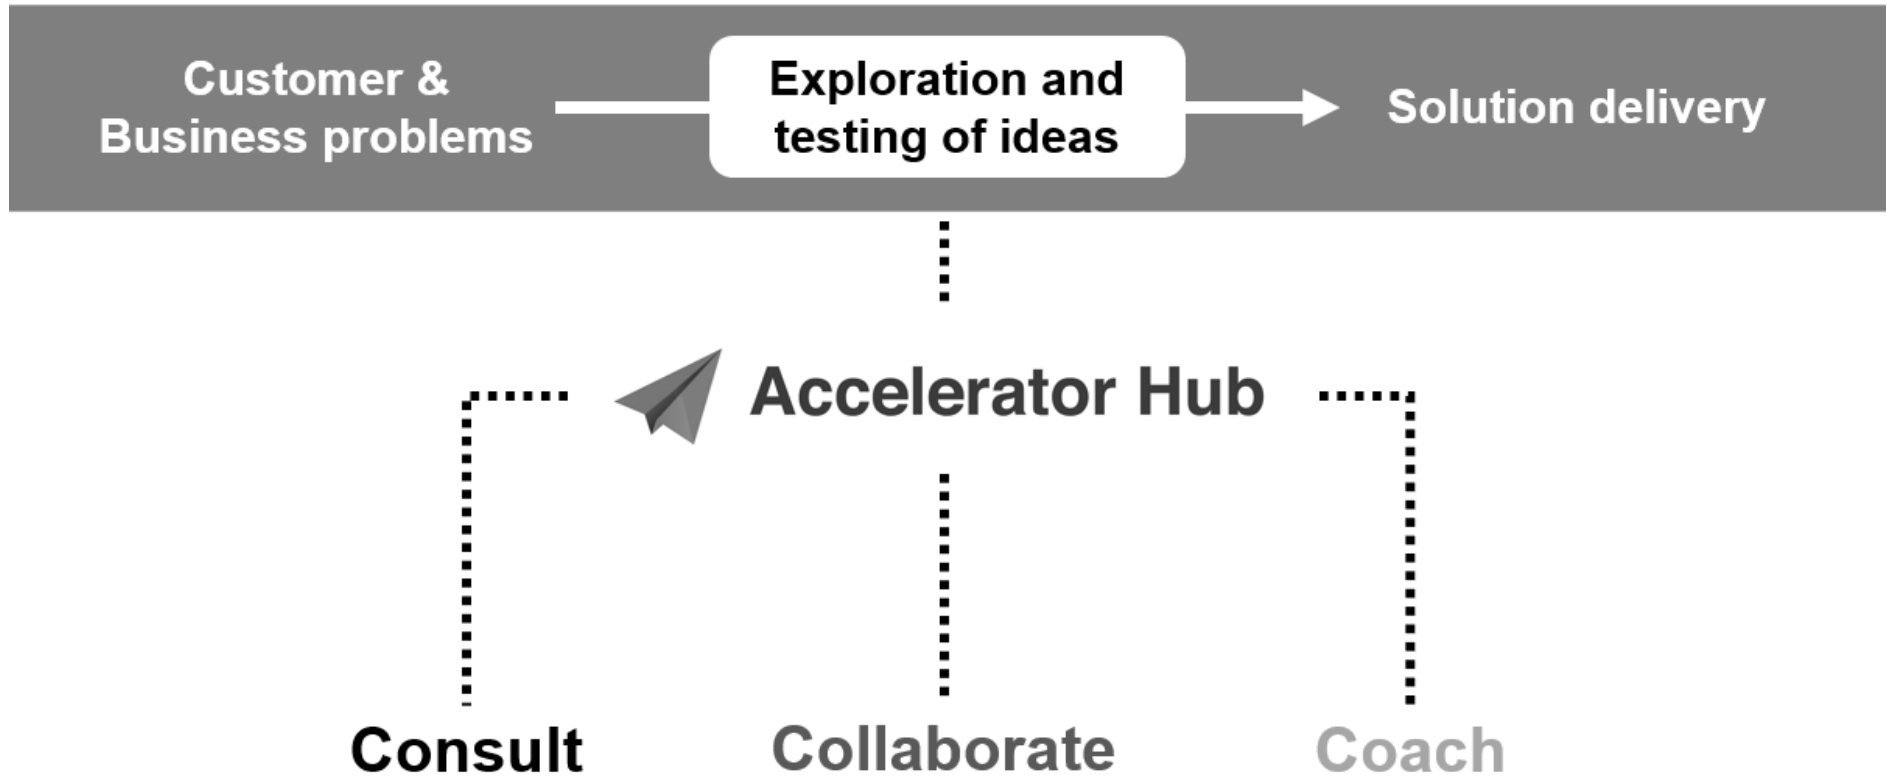 Customer &
Business problems
Exploration and
testing of ideas
Solution delivery
Accelerator Hub
Consult
Collaborate
Coach